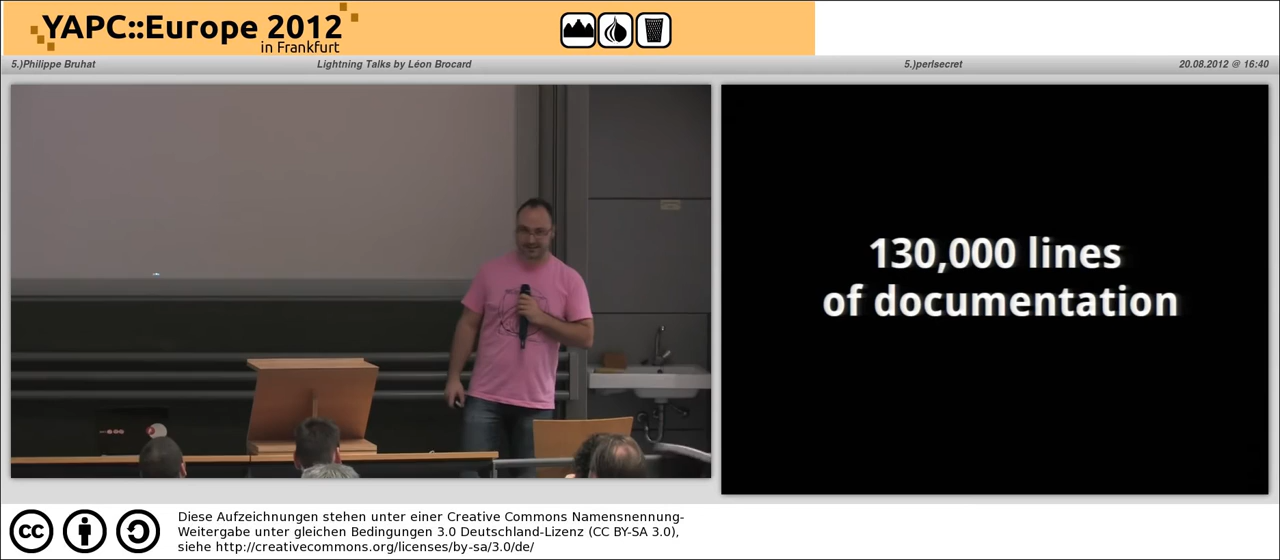 YAPC::Europe 2012
in Frankfurt
5.)Philippe Bruhat
Lightning Talks by Léon Brocard
5.)perlsecret
20.08.2012 @ 16:40
130,000 lines
of documentation
cc
Diese Aufzeichnungen stehen unter einer Creative Commons Namensnennung-
Weitergabe unter gleichen Bedingungen 3.0 Deutschland-Lizenz (CC BY-SA 3.0),
siehe http://creativecommons.org/licenses/by-sa/3.0/de/